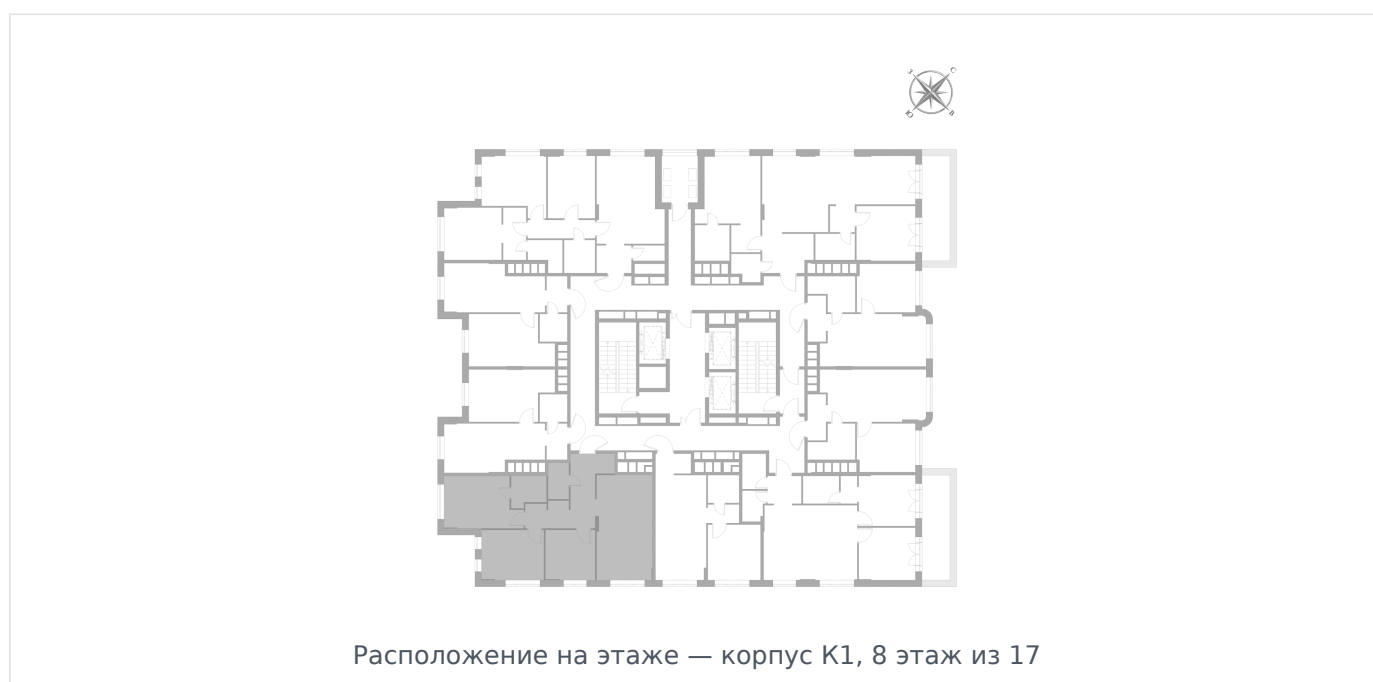 З С
Ю В
Расположение на этаже — корпус К1, 8 этаж из 17